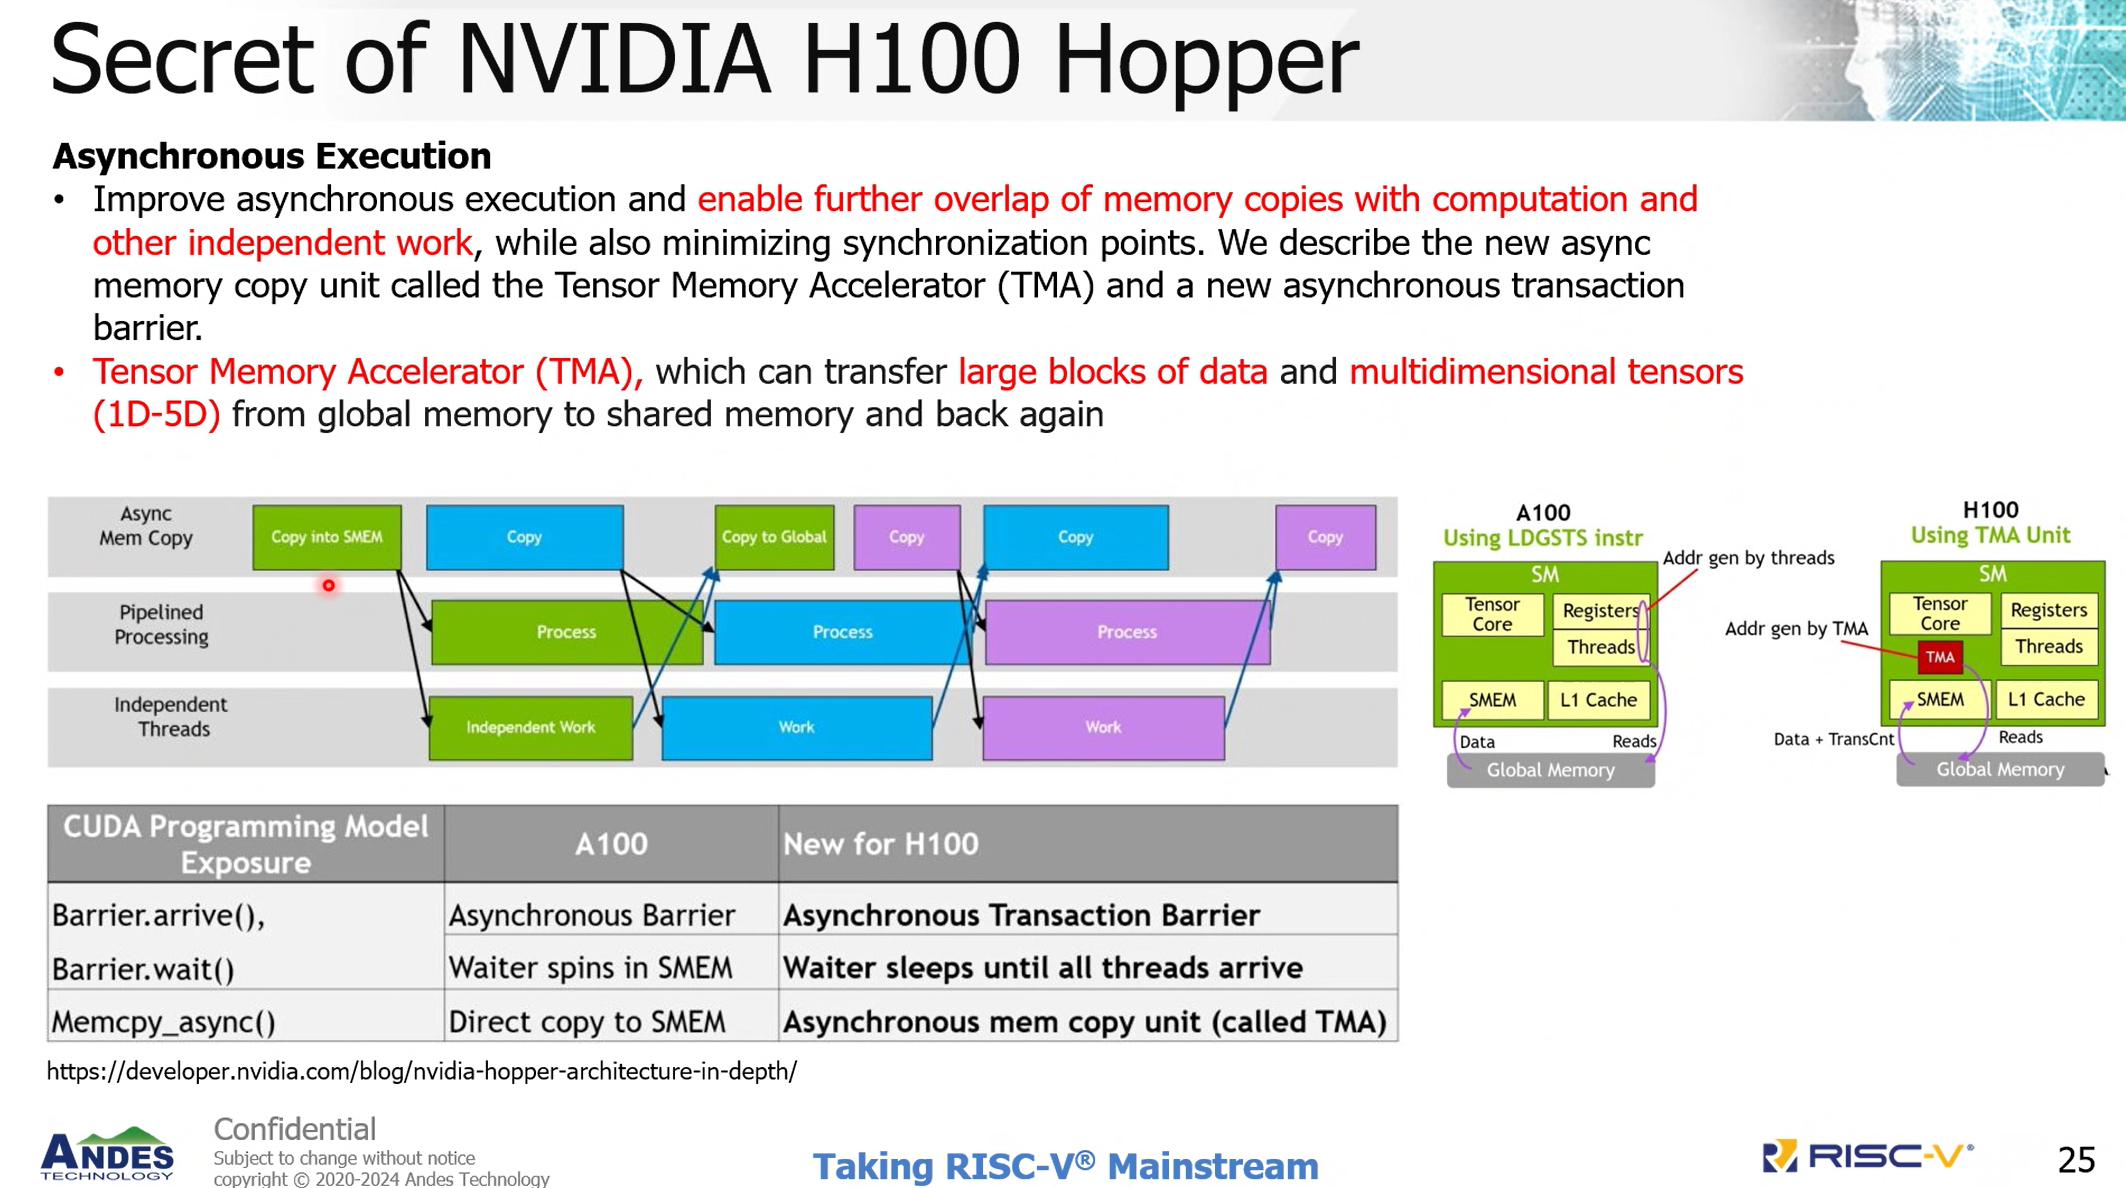 Secret of NVIDIA H100 Hopper
Asynchronous Execution
• Improve asynchronous execution and enable further overlap of memory copies with computation and
other independent work, while also minimizing synchronization points. We describe the new async
memory copy unit called the Tensor Memory Accelerator (TMA) and a new asynchronous transaction
barrier.
• Tensor Memory Accelerator (TMA), which can transfer large blocks of data and multidimensional tensors
(1D-5D) from global memory to shared memory and back again
Async
Mem Copy
Copy into SMEM
Copy
Copy to Global
Copy
Copy
Copy
Pipelined
Processing
Process
Process
Process
Independent
Threads
Independent Work
Work
Work
A100
Using LDGSTS instr
Addr gen by threads
SM
Tensor
Core
Registers
Threads
SMEM
L1 Cache
Data
Reads
Global Memory
H100
Using TMA Unit
Addr gen by TMA
SM
Tensor
Core
Registers
TMA
Threads
SMEM
L1 Cache
Data + TransCnt
Reads
Global Memory
CUDA Programming Model
Exposure
A100
New for H100
Barrier.arrive(),
Asynchronous Barrier
Asynchronous Transaction Barrier
Barrier.wait()
Waiter spins in SMEM
Waiter sleeps until all threads arrive
Memcpy_async()
Direct copy to SMEM
Asynchronous mem copy unit (called TMA)
https://developer.nvidia.com/blog/nvidia-hopper-architecture-in-depth/
ANDES
TECHNOLOGY
Confidential
Subject to change without notice
copyright © 2020-2024 Andes Technology
Taking RISC-V® Mainstream
RISC-V®
25